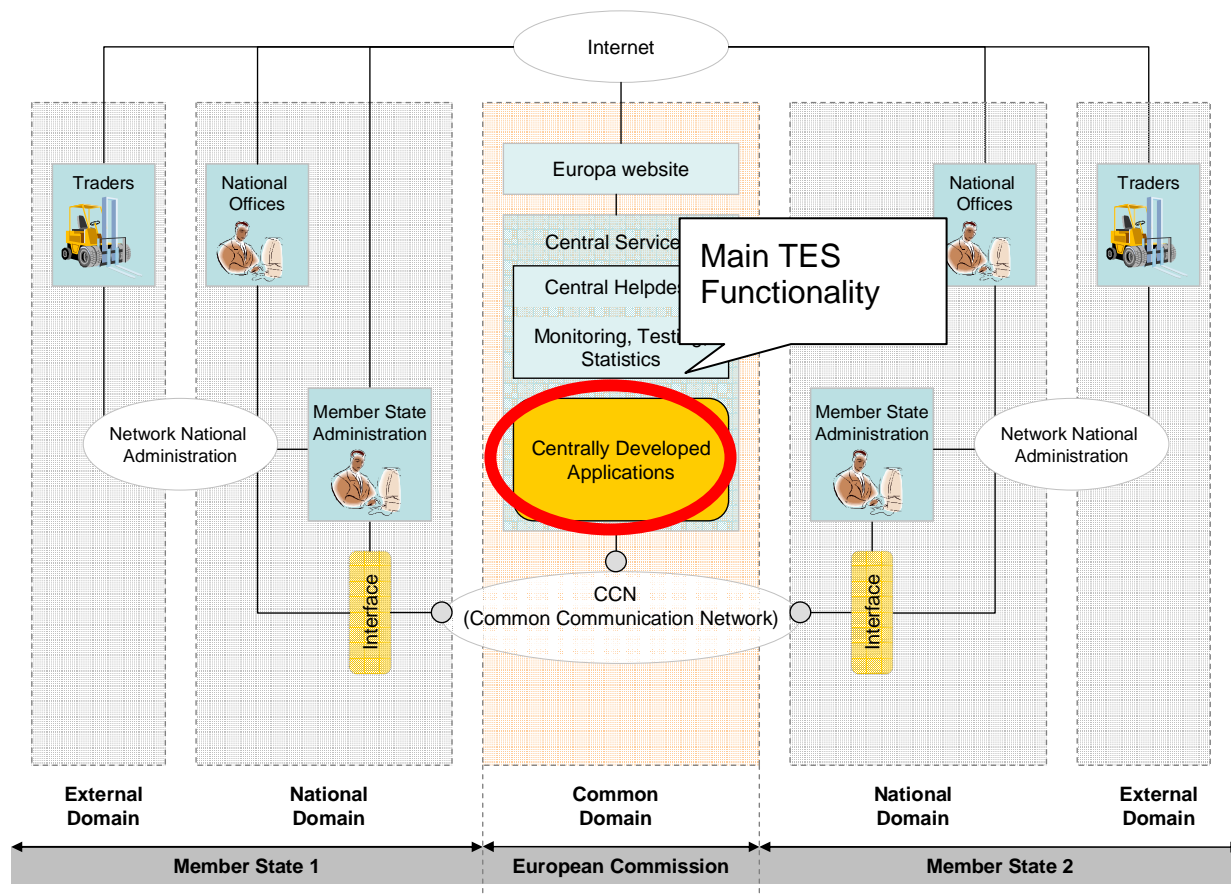 Internet
Traders
National
Offices
Europa website
Central Service
Central Helpdes
Monitoring, Testing
Statistics
Main TES
Functionality
National
Offices
Traders
Network National
Administration
Member State
Administration
Centrally Developed
Applications
Member State
Administration
Network National
Administration
Interface
CCN
(Common Communication Network)
Interface
External
Domain
National
Domain
Common
Domain
National
Domain
External
Domain
Member State 1
European Commission
Member State 2